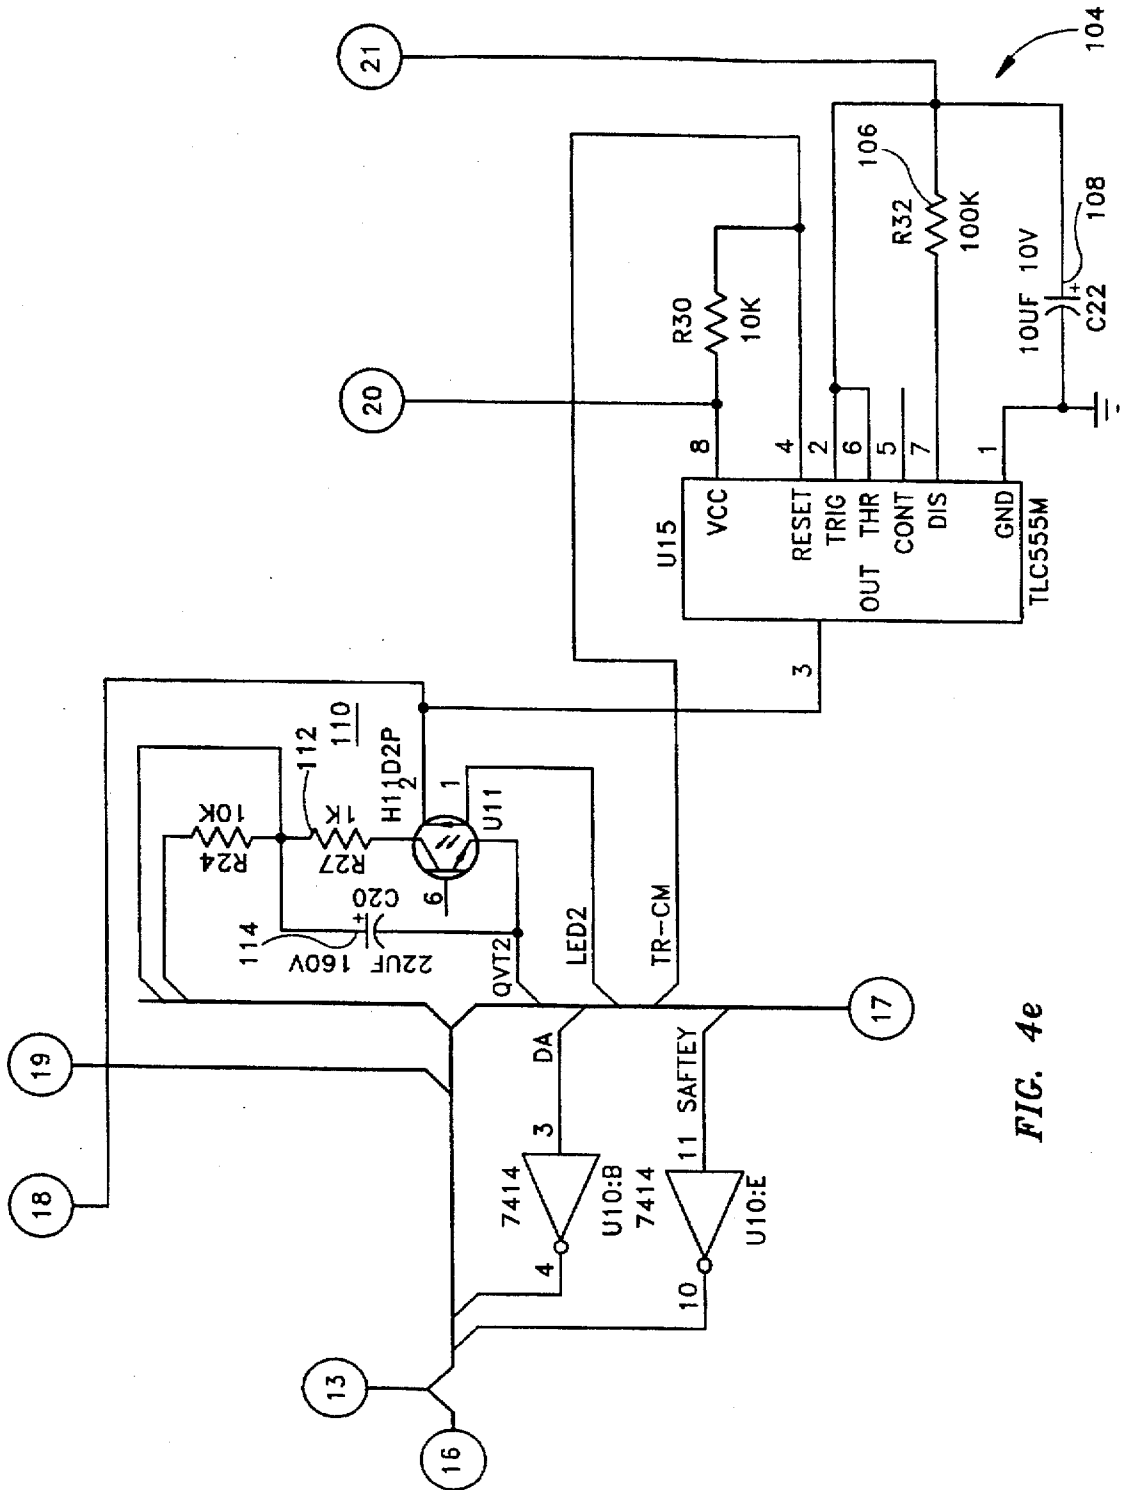 18
19
21
104
R24
10K
112
110
R27
1K
H11D2P
2
1
U11
6
114
C20
+
22UF 160V
QVT2
LED2
TR-CM
DA
SAFTEY
3
7414
4
U10:B
11
7414
10
U10:E
13
16
17
20
R30
10K
106
R32
100K
10UF 10V
+
C22
108
U15
VCC
8
RESET
4
TRIG
2
THR
6
CONT
5
DIS
7
GND
1
OUT
3
TLC555M
FIG. 4e